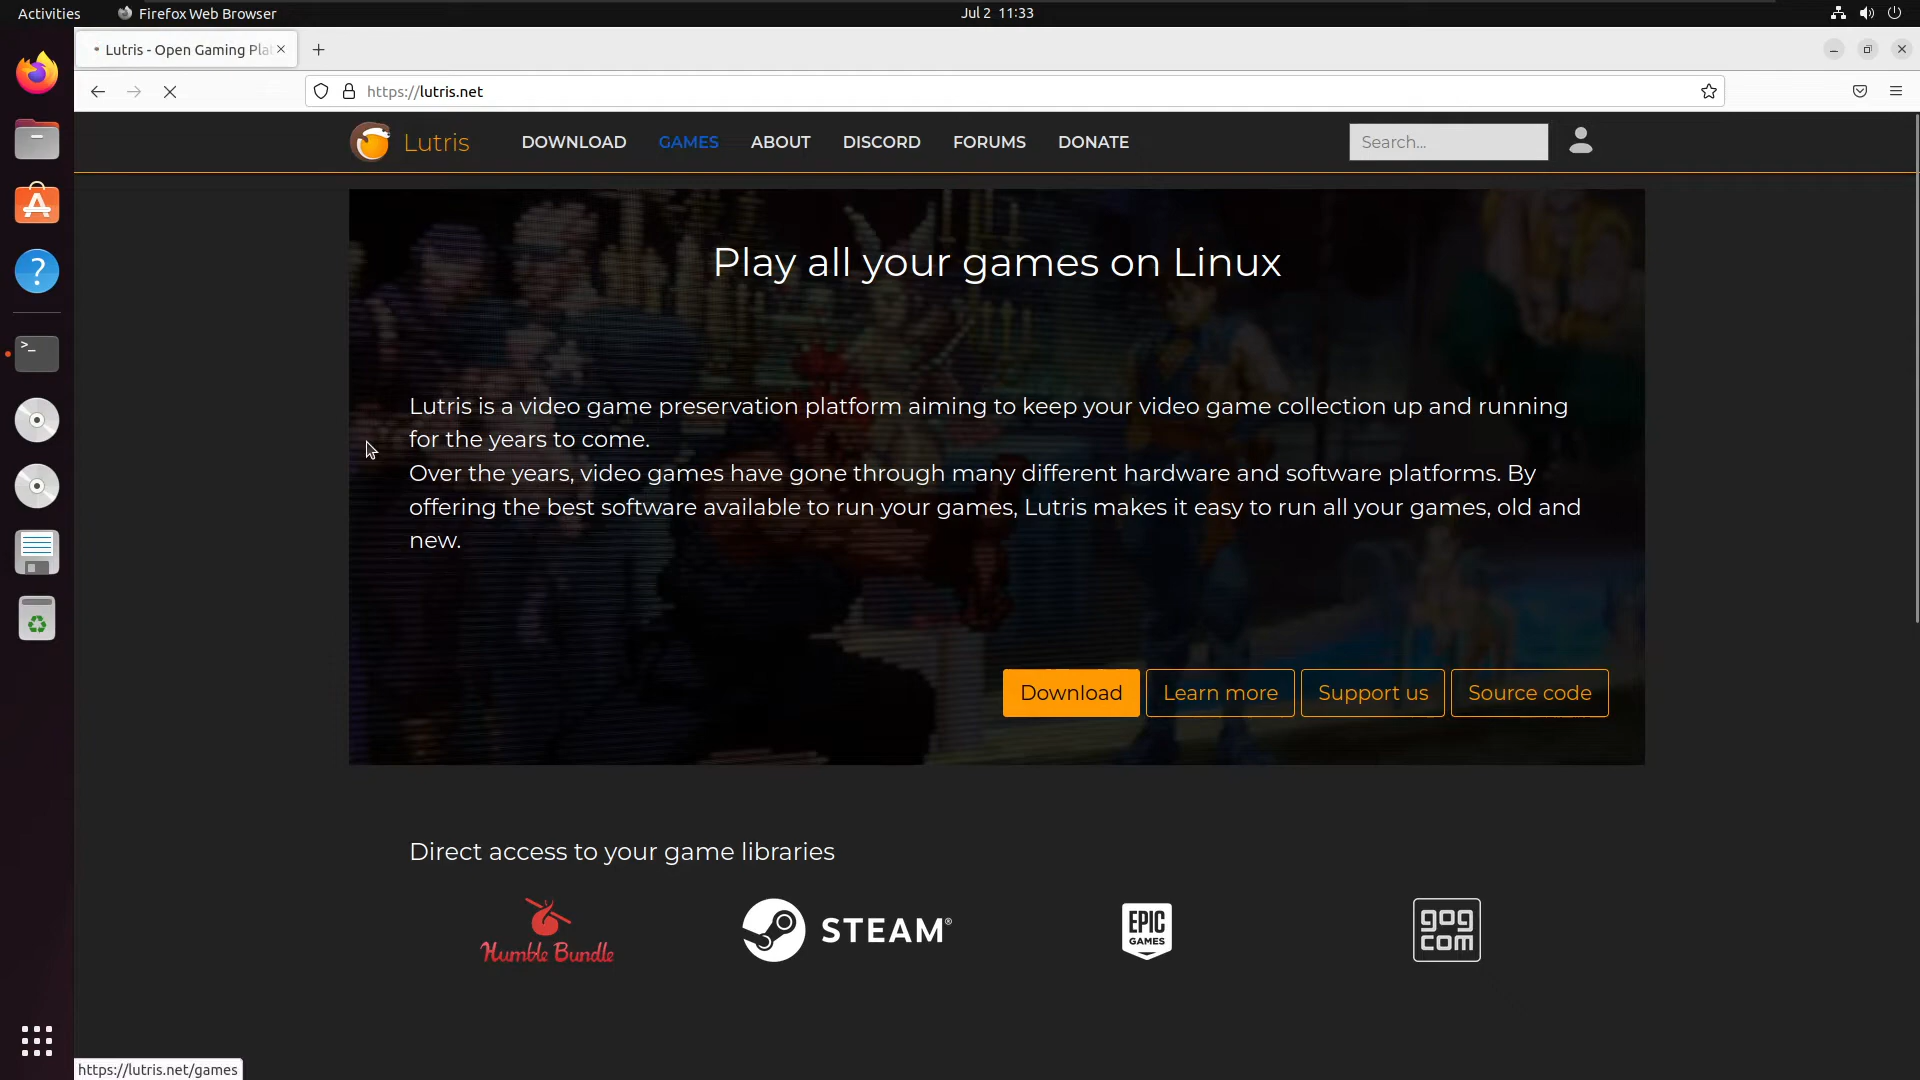 Activities
Firefox Web Browser
Jul 2 11:33
Lutris - Open Gaming Pla
https://lutris.net
Lutris
DOWNLOAD
GAMES
ABOUT
DISCORD
FORUMS
DONATE
Search...
Play all your games on Linux
Lutris is a video game preservation platform aiming to keep your video game collection up and running
for the years to come.
Over the years, video games have gone through many different hardware and software platforms. By
offering the best software available to run your games, Lutris makes it easy to run all your games, old and
new.
Download
Learn more
Support us
Source code
Direct access to your game libraries
Humble Bundle
STEAM®
EPIC
GAMES
gog
com
https://lutris.net/games